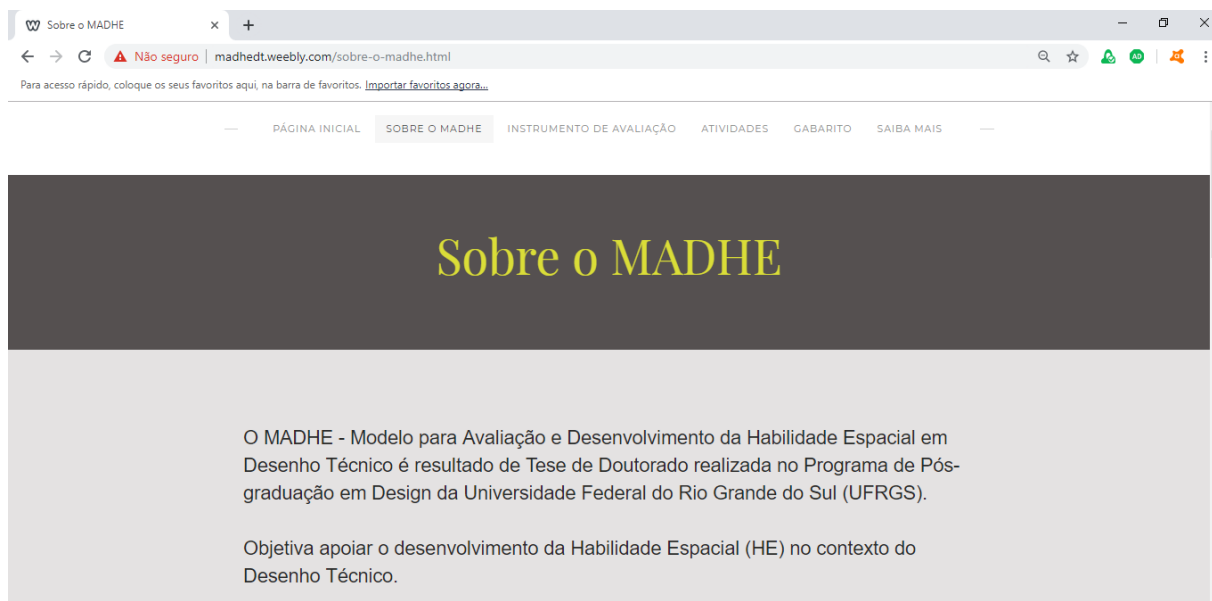 Sobre o MADHE
Não seguro | madhedt.weebly.com/sobre-o-madhe.html
Para acesso rápido, coloque os seus favoritos aqui, na barra de favoritos. Importar favoritos agora...
PÁGINA INICIAL SOBRE O MADHE INSTRUMENTO DE AVALIAÇÃO ATIVIDADES GABARITO SAIBA MAIS
Sobre o MADHE
O MADHE - Modelo para Avaliação e Desenvolvimento da Habilidade Espacial em
Desenho Técnico é resultado de Tese de Doutorado realizada no Programa de Pós-
graduação em Design da Universidade Federal do Rio Grande do Sul (UFRGS).
Objetiva apoiar o desenvolvimento da Habilidade Espacial (HE) no contexto do
Desenho Técnico.